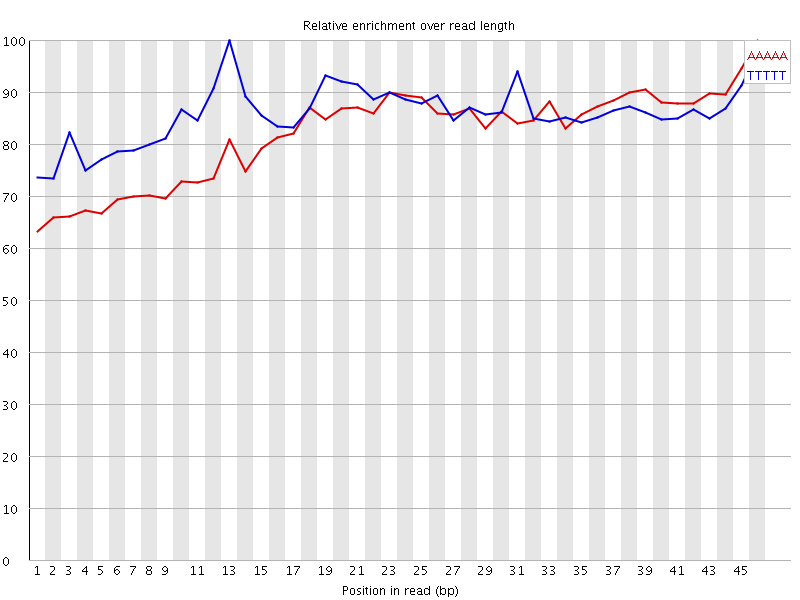 Relative enrichment over read length
100
90
80
70
60
50
40
30
20
10
0
AAAAA
TTTTT
1 2 3 4 5 6 7 8 9 11 13 15 17 19 21 23 25 27 29 31 33 35 37 39 41 43 45
Position in read (bp)